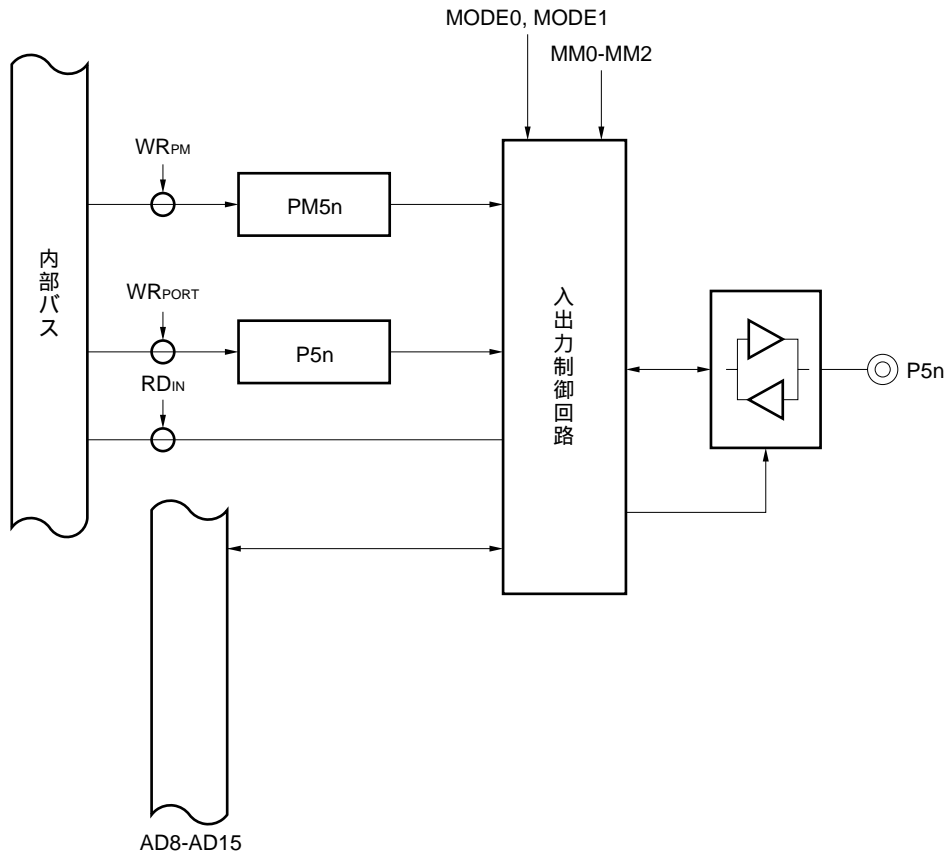 MODE0, MODE1
MM0-MM2
WRPM
PM5n
内部バス
WRPORT
P5n
入出力制御回路
RDIN
P5n
AD8-AD15